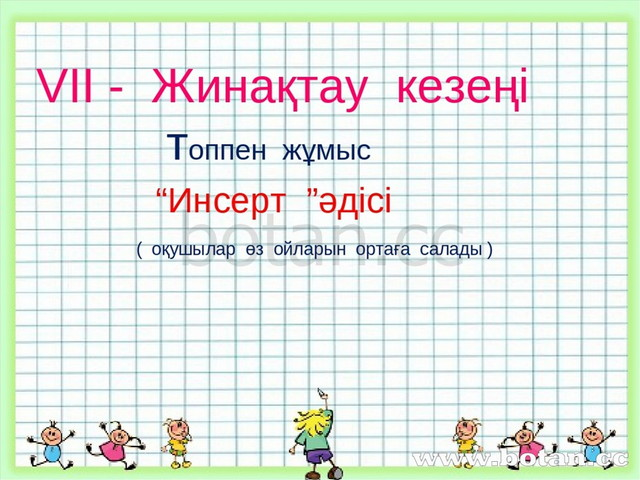 VII - Жинақтау кезеңі
Топпен жұмыс
“Инсерт ”әдісі
( оқушылар өз ойларын ортаға салады )
botan.cc
www.botan.cc